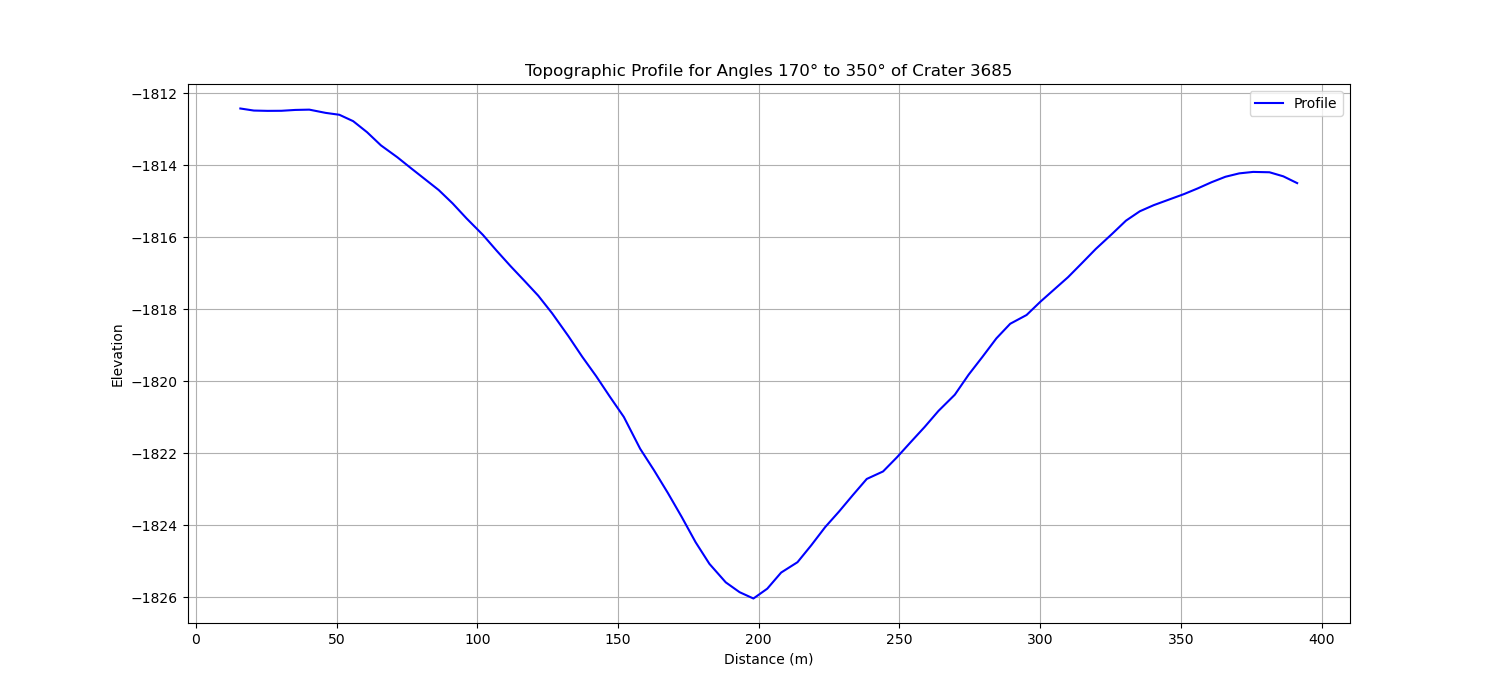 Topographic Profile for Angles 170° to 350° of Crater 3685
Profile
Elevation
−1812
−1814
−1816
−1818
−1820
−1822
−1824
−1826
0 50 100 150 200 250 300 350 400
Distance (m)